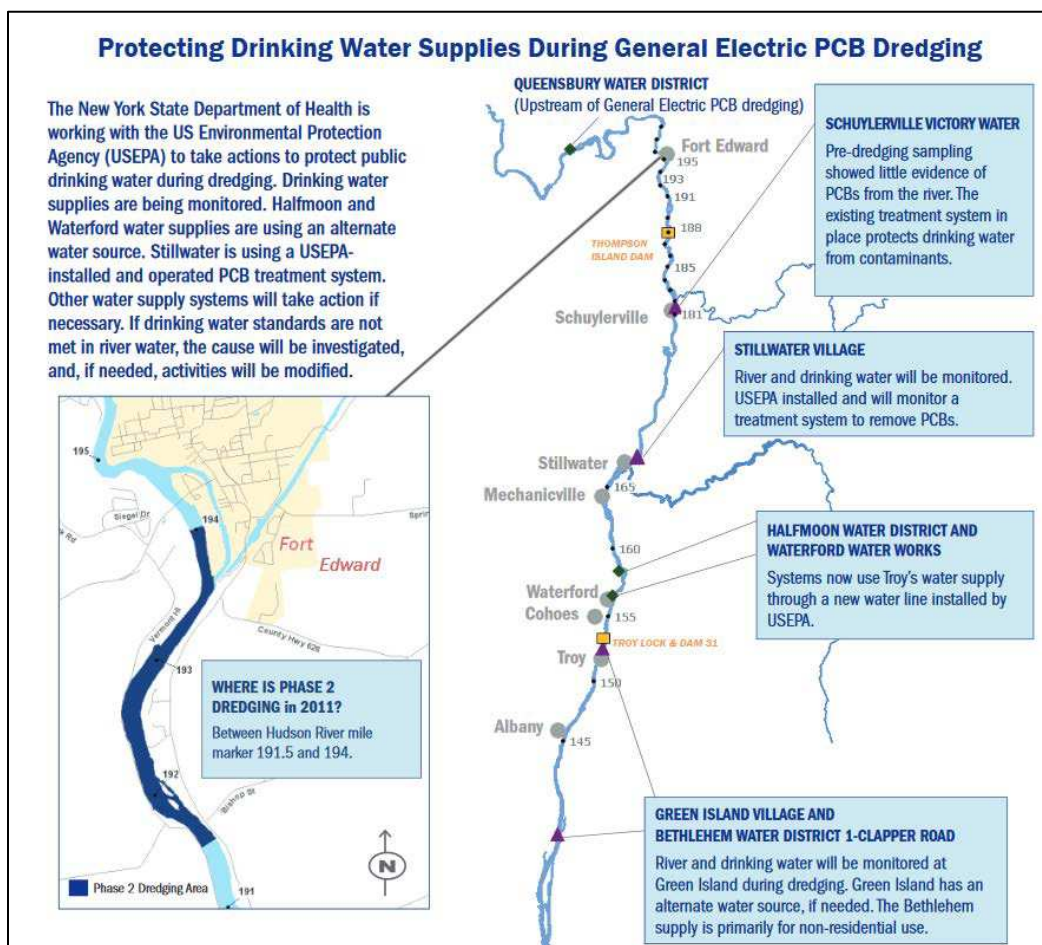 Protecting Drinking Water Supplies During General Electric PCB Dredging
The New York State Department of Health is
working with the US Environmental Protection
Agency (USEPA) to take actions to protect public
drinking water during dredging. Drinking water
supplies are being monitored. Halfmoon and
Waterford water supplies are using an alternate
water source. Stillwater is using a USEPA-
installed and operated PCB treatment system.
Other water supply systems will take action if
necessary. If drinking water standards are not
met in river water, the cause will be investigated,
and, if needed, activities will be modified.
QUEENSBURY WATER DISTRICT
(Upstream of General Electric PCB dredging)
Fort Edward
195
193
191
188
THOMPSON
ISLAND DAM
185
Schuylerville
181
Stillwater
165
Mechanicville
160
Waterford
Cohoes
155
TROY LOCK & DAM S1
Troy
150
Albany
145
SCHUYLERVILLE VICTORY WATER
Pre-dredging sampling
showed little evidence of
PCBs from the river. The
existing treatment system in
place protects drinking water
from contaminants.
STILLWATER VILLAGE
River and drinking water will be monitored.
USEPA installed and will monitor a
treatment system to remove PCBs.
HALFMOON WATER DISTRICT AND
WATERFORD WATER WORKS
Systems now use Troy's water supply
through a new water line installed by
USEPA.
GREEN ISLAND VILLAGE AND
BETHLEHEM WATER DISTRICT 1-CLAPPER ROAD
River and drinking water will be monitored at
Green Island during dredging. Green Island has an
alternate water source, if needed. The Bethlehem
supply is primarily for non-residential use.
195
Siegel Dr
Rd
194
Sprin
Fort
Edward
Vermont
County Hwy 628
193
WHERE IS PHASE 2
DREDGING in 2011?
Between Hudson River mile
marker 191.5 and 194.
192
Bishop St
N
191
Phase 2 Dredging Area